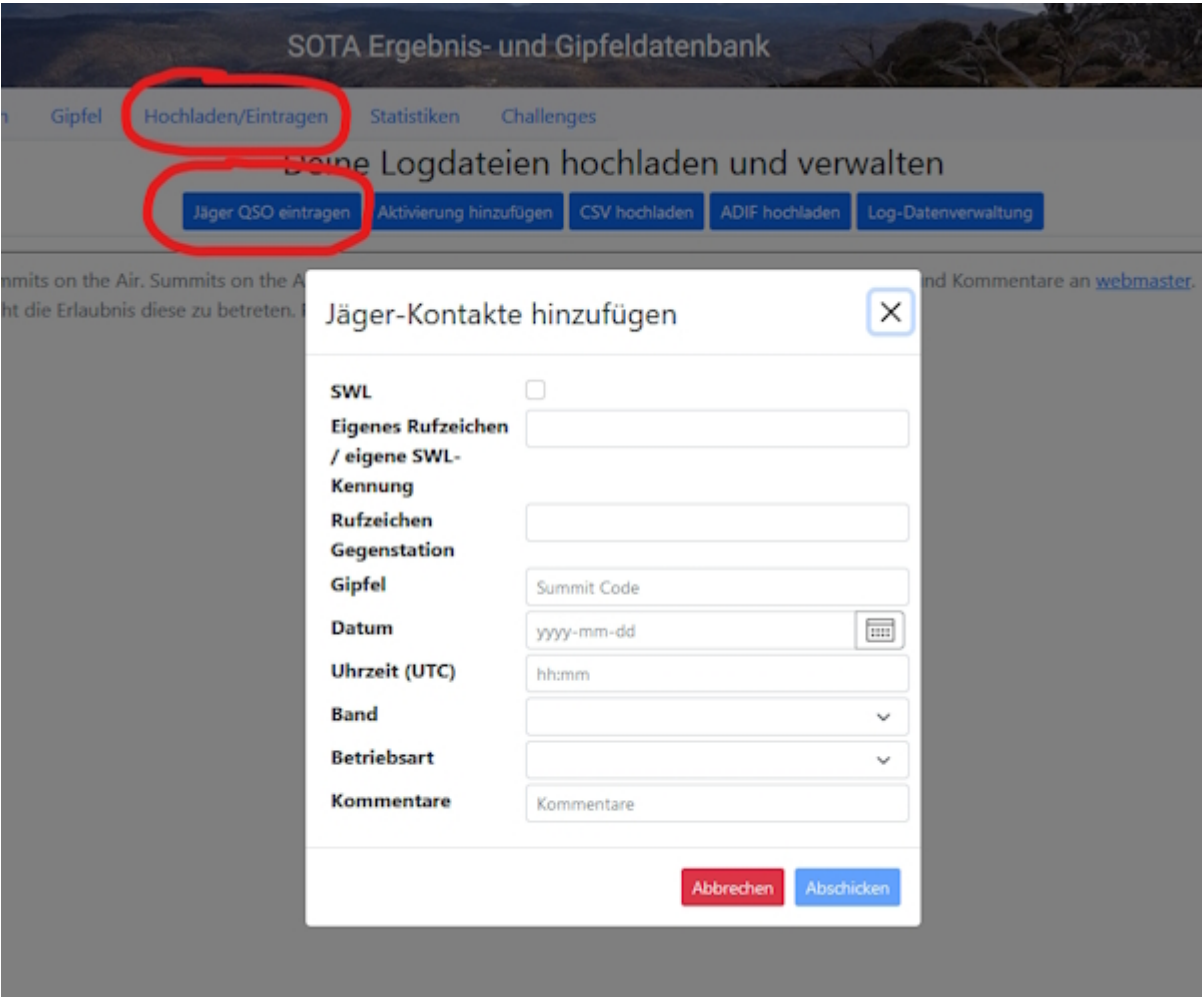 SOTA Ergebnis- und Gipfeldatenbank
Gipfel Hochladen/Eintragen Statistiken Challenges
Deine Logdateien hochladen und verwalten
Jäger QSO eintragen Aktivierung hinzufügen CSV hochladen ADIF hochladen Log-Datenverwaltung
on the Air. Summits on the Kommentare an webmaster.
die Erlaubnis diese zu betreten.
Jäger-Kontakte hinzufügen
SWL
Eigenes Rufzeichen
/ eigene SWL-
Kennung
Rufzeichen
Gegenstation
Gipfel Summit Code
Datum yyyy-mm-dd
Uhrzeit (UTC) hh:mm
Band
Betriebsart
Kommentare Kommentare
Abbrechen Abschicken